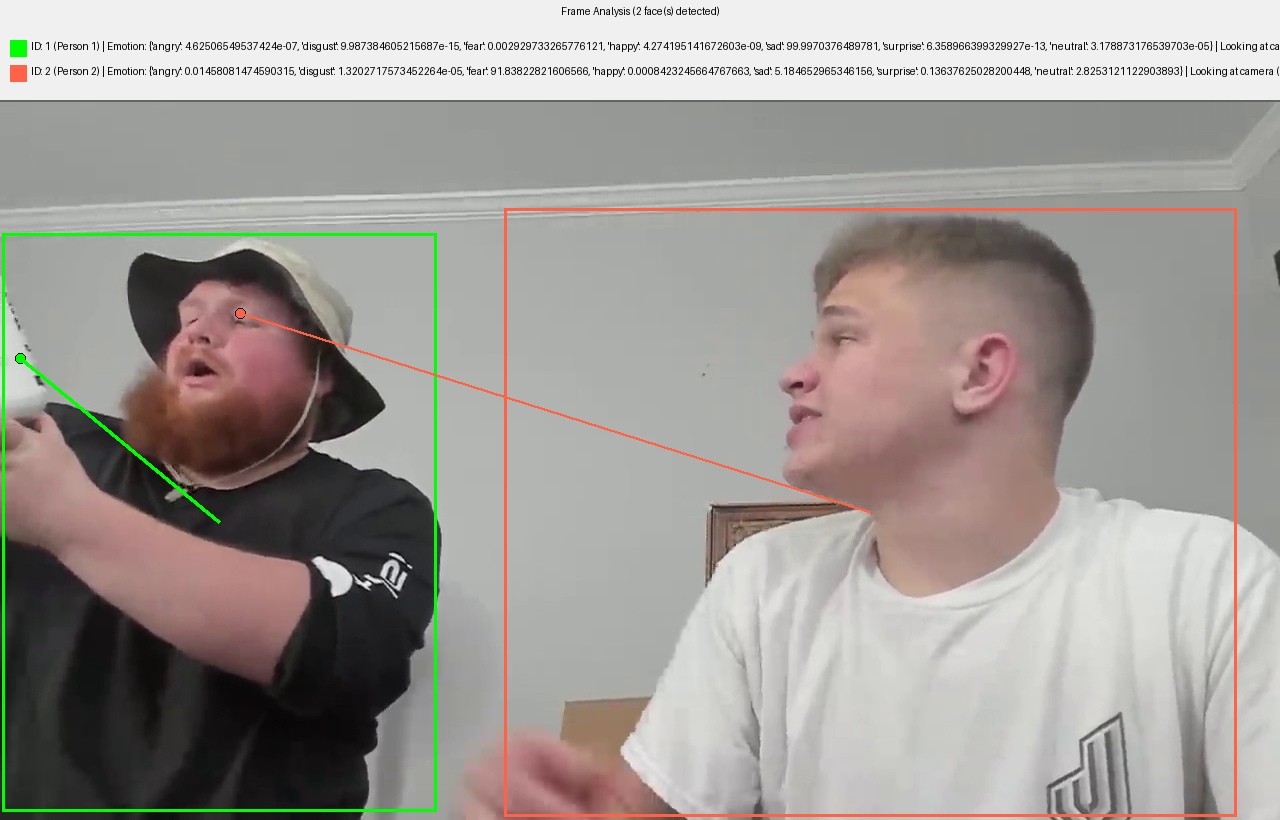 Frame Analysis (2 face(s) detected)
ID: 1 (Person 1) | Emotion: {'angry': 4.62506549537424e-07, 'disgust': 9.987384605215687e-15, 'fear': 0.002929733265776121, 'happy': 4.274195141672403e-09, 'sad': 99.9970376489781, 'surprise': 6.358966399329927e-13, 'neutral': 3.178873176539703e-05} | Looking at ca
ID: 2 (Person 2) | Emotion: {'angry': 0.01458081474590315, 'disgust': 1.3202717573452264e-05, 'fear': 91.83822821606566, 'happy': 0.0008423245664767663, 'sad': 5.184652965346156, 'surprise': 0.13637625028200448, 'neutral': 2.8253121122903893} | Looking at camera (